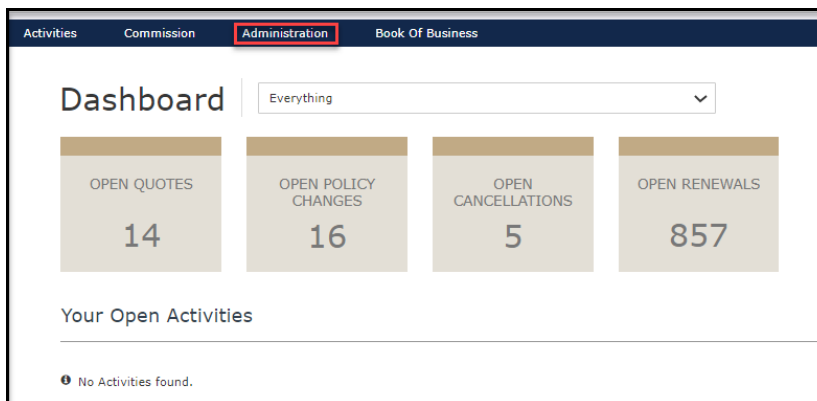 Activities Commission Administration Book Of Business
Dashboard Everything
OPEN QUOTES
14
OPEN POLICY
CHANGES
16
OPEN
CANCELLATIONS
5
OPEN RENEWALS
857
Your Open Activities
No Activities found.